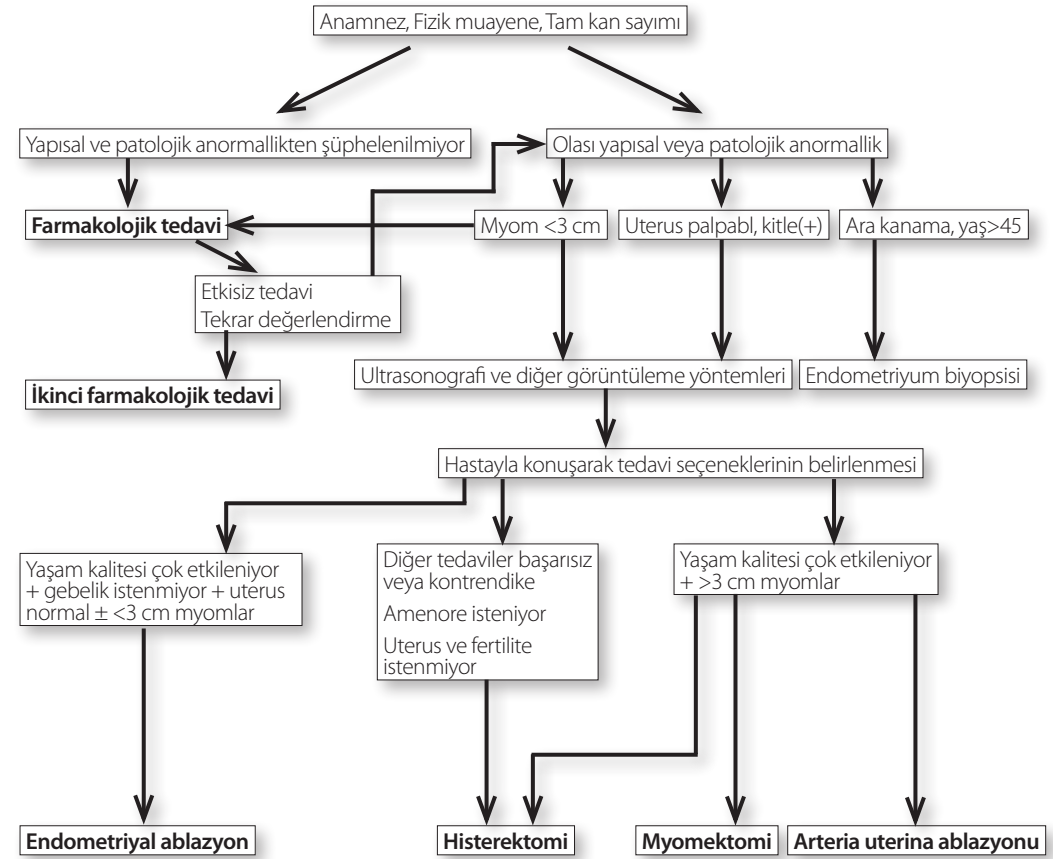 Anamnez, Fizik muayene, Tam kan sayımı
Yapısal ve patolojik anormallikten şüphelenilmiyor
Olası yapısal veya patolojik anormallik
Farmakolojik tedavi
Myom <3 cm
Uterus palpabl, kitle(+)
Ara kanama, yaş>45
Etkisiz tedavi
Tekrar değerlendirme
Ultrasonografi ve diğer görüntüleme yöntemleri
Endometriyum biyopsisi
İkinci farmakolojik tedavi
Hastayla konuşarak tedavi seçeneklerinin belirlenmesi
Yaşam kalitesi çok etkileniyor
+ gebelik istenmiyor + uterus
normal ± <3 cm myomlar
Diğer tedaviler başarısız
veya kontrendike
Amenore isteniyor
Uterus ve fertilite
istenmiyor
Yaşam kalitesi çok etkileniyor
+ >3 cm myomlar
Endometriyal ablazyon
Histerektomi
Myomektomi
Arteria uterina ablazyonu